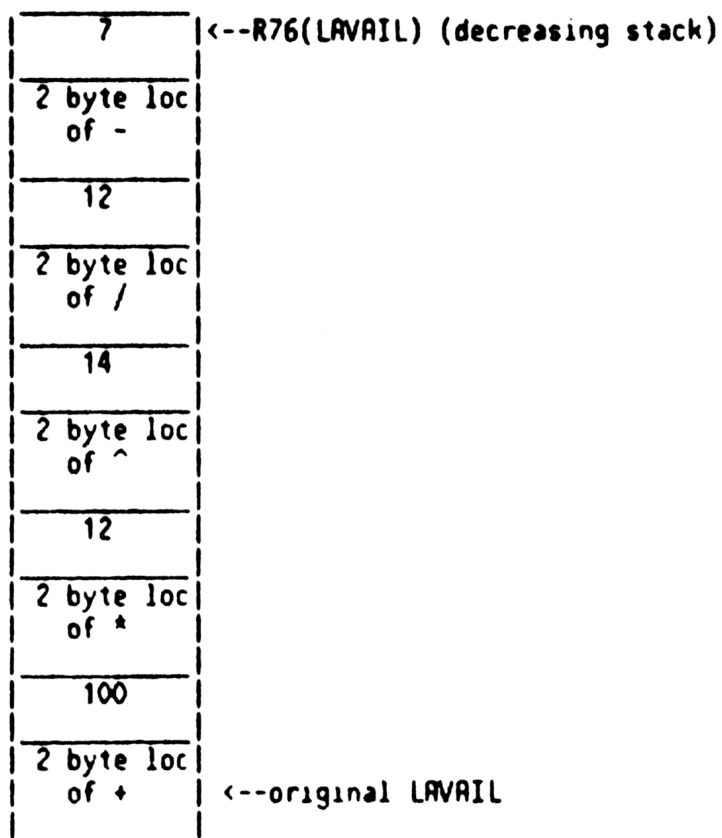 7 <--R76(LAVAIL) (decreasing stack)
2 byte loc
of -
12
2 byte loc
of /
14
2 byte loc
of ^
12
2 byte loc
of *
100
2 byte loc
of + <--original LAVAIL